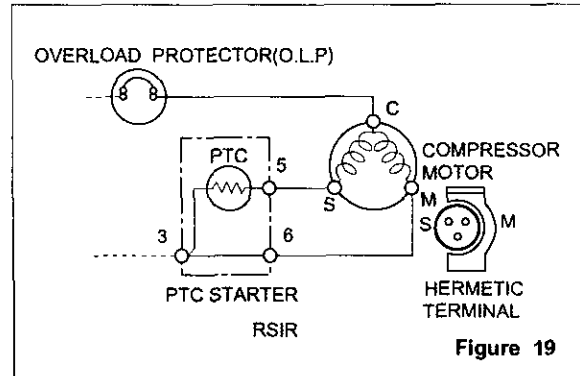 OVERLOAD PROTECTOR(O.L.P)
C
PTC
5
COMPRESSOR
MOTOR
S
M
3
6
S
M
PTC STARTER
HERMETIC
TERMINAL
RSIR
Figure 19